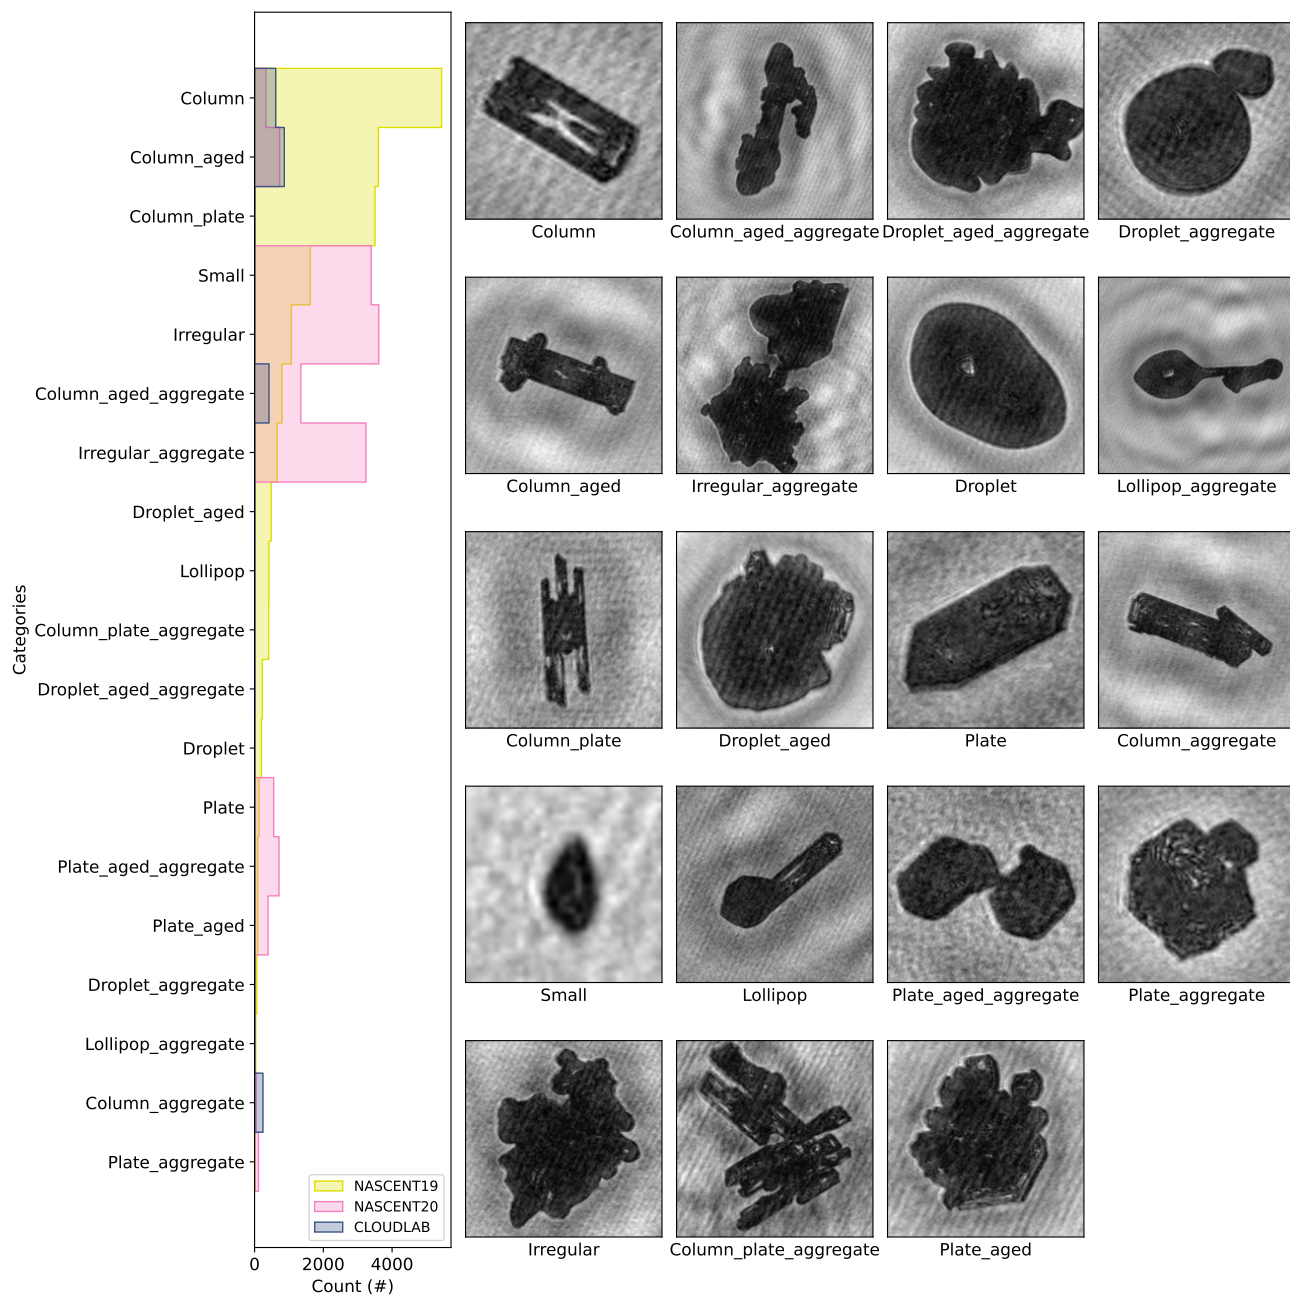 Column
Column_aged
Column_plate
Small
Irregular
Column_aged_aggregate
Irregular_aggregate
Droplet_aged
Lollipop
Column_plate_aggregate
Droplet_aged_aggregate
Droplet
Plate
Plate_aged_aggregate
Plate_aged
Droplet_aggregate
Lollipop_aggregate
Column_aggregate
Plate_aggregate
Categories
NASCENT19
NASCENT20
CLOUDLAB
0 2000 4000
Count (#)
Column Column_aged_aggregate Droplet_aged_aggregate Droplet_aggregate
Column_aged Irregular_aggregate Droplet Lollipop_aggregate
Column_plate Droplet_aged Plate Column_aggregate
Small Lollipop Plate_aged_aggregate Plate_aggregate
Irregular Column_plate_aggregate Plate_aged